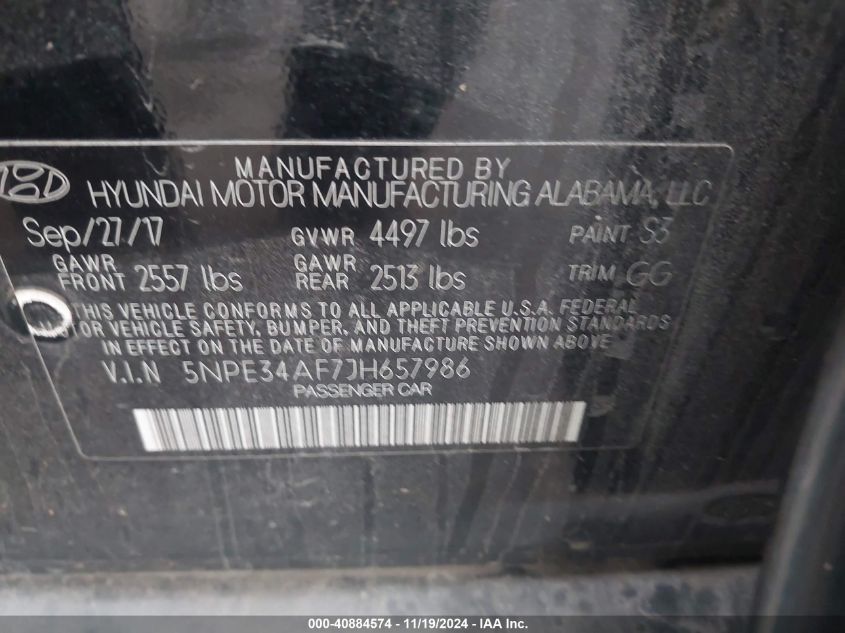 MANUFACTURED BY
HYUNDAI MOTOR MANUFACTURING ALABAMA, LLC
Sep/27/17 GVWR 4497 lbs PAINT S3
GAWR FRONT 2557 lbs GAWR REAR 2513 lbs TRIM GG
THIS VEHICLE CONFORMS TO ALL APPLICABLE U.S.A. FEDERAL
MOTOR VEHICLE SAFETY, BUMPER, AND THEFT PREVENTION STANDARDS
IN EFFECT ON THE DATE OF MANUFACTURE SHOWN ABOVE.
V.I.N 5NPE34AF7JH657986
PASSENGER CAR
000-40884574 - 11/19/2024 - IAA Inc.